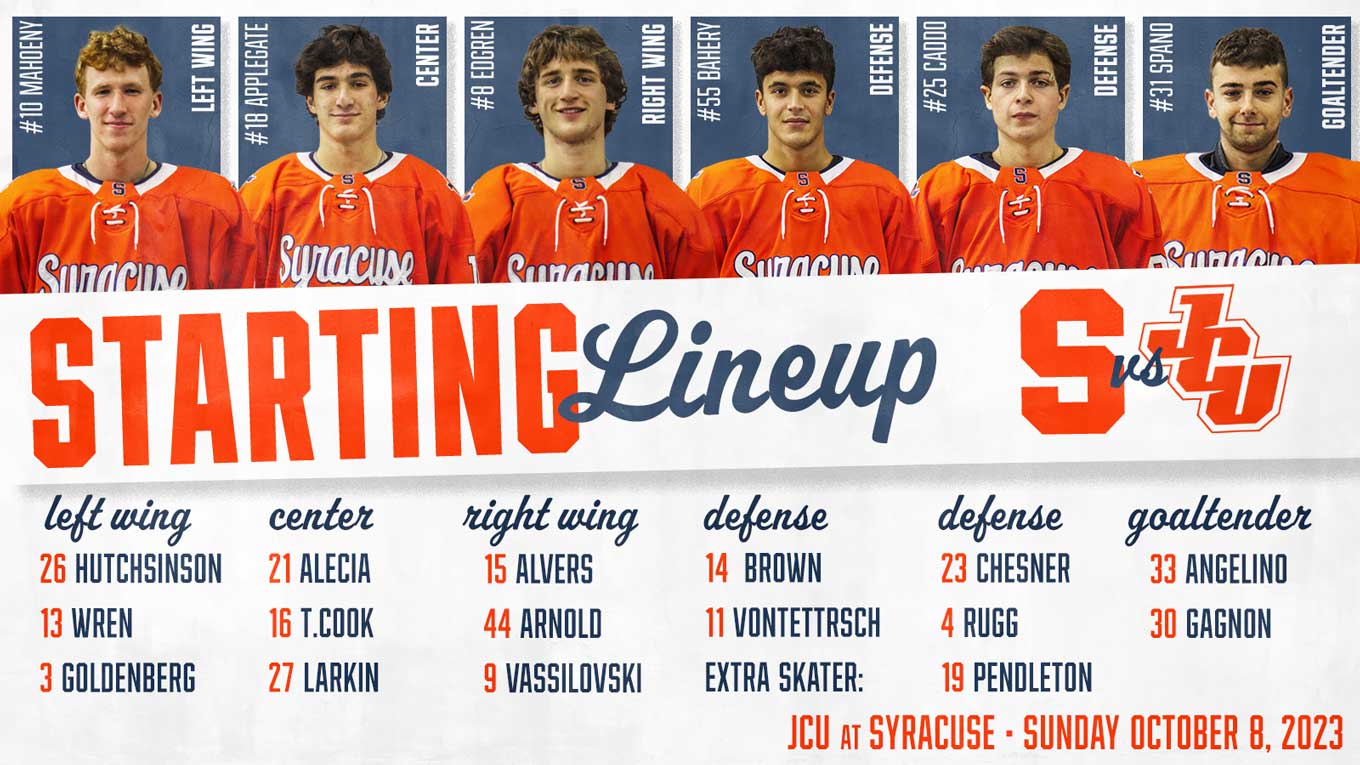 #10 MAHOENY
LEFT WING
#18 APPLEGATE
CENTER
#8 EDGREN
RIGHT WING
#55 BAHERY
DEFENSE
#25 CADDO
DEFENSE
#31 SPANO
GOALTENDER
S
Syracuse
S
Syracuse
S
Syracuse
S
Syracuse
S
Syracuse
S
Syracuse
STARTING Lineup
S vs JCU
left wing
26 HUTCHSINSON
13 WREN
3 GOLDENBERG
center
21 ALECIA
16 T.COOK
27 LARKIN
right wing
15 ALVERS
44 ARNOLD
9 VASSILOVSKI
defense
14 BROWN
11 VONTETTRSCH
defense
23 CHESNER
4 RUGG
EXTRA SKATER: 19 PENDLETON
goaltender
33 ANGELINO
30 GAGNON
JCU AT SYRACUSE · SUNDAY OCTOBER 8, 2023